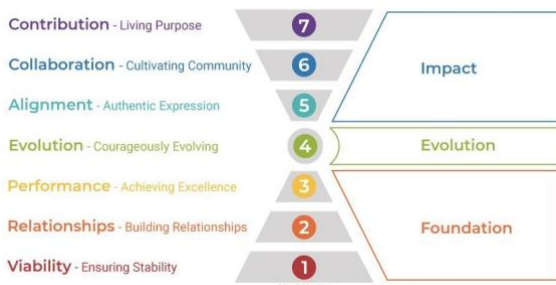 Contribution - Living Purpose
7
Collaboration - Cultivating Community
6
Impact
Alignment - Authentic Expression
5
Evolution - Courageously Evolving
4
Evolution
Performance - Achieving Excellence
3
Relationships - Building Relationships
2
Foundation
Viability - Ensuring Stability
1